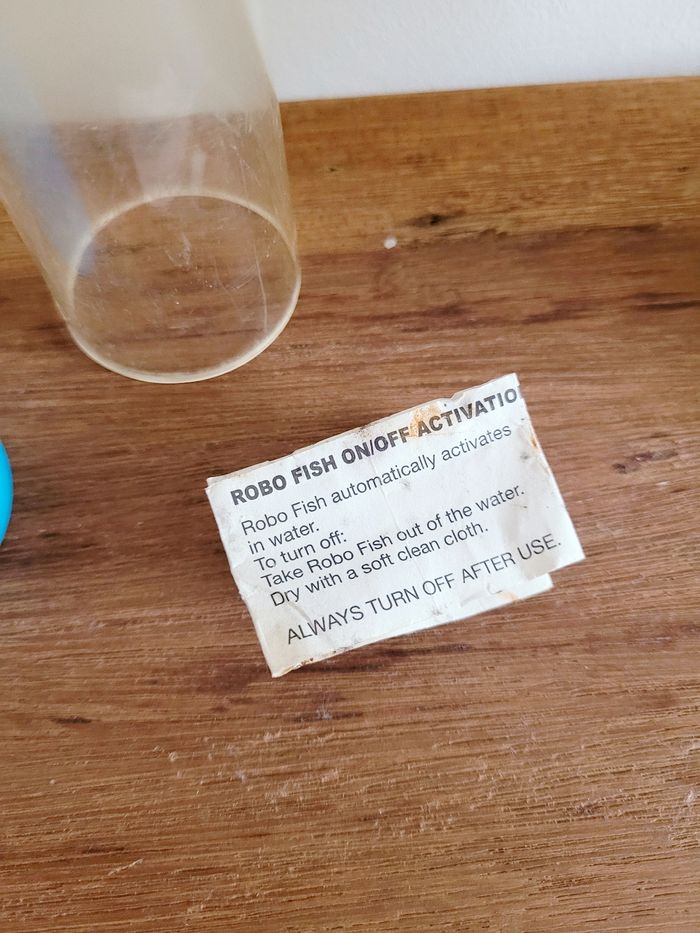 ROBO FISH ON/OFF ACTIVATIO
Robo Fish automatically activates
in water.
To turn off:
Take Robo Fish out of the water.
Dry with a soft clean cloth.
ALWAYS TURN OFF AFTER USE.